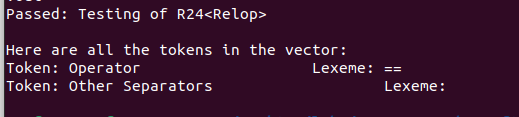 Passed: Testing of R24<Relop>
Here are all the tokens in the vector:
Token: Operator Lexeme: ==
Token: Other Separators Lexeme: